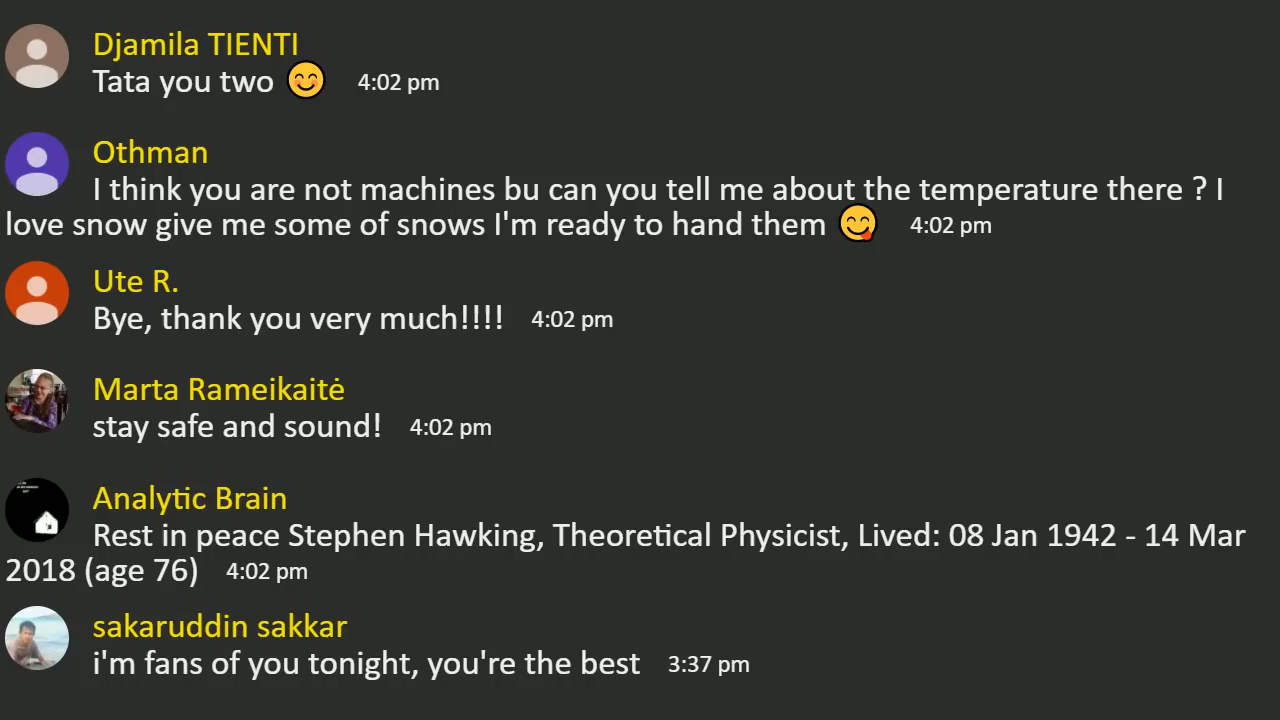 Djamila TIENTI
Tata you two 😊 4:02 pm
Othman
I think you are not machines bu can you tell me about the temperature there ? I
love snow give me some of snows I'm ready to hand them 😋 4:02 pm
Ute R.
Bye, thank you very much!!!! 4:02 pm
Marta Rameikaitė
stay safe and sound! 4:02 pm
Analytic Brain
Rest in peace Stephen Hawking, Theoretical Physicist, Lived: 08 Jan 1942 - 14 Mar
2018 (age 76) 4:02 pm
sakaruddin sakkar
i'm fans of you tonight, you're the best 3:37 pm